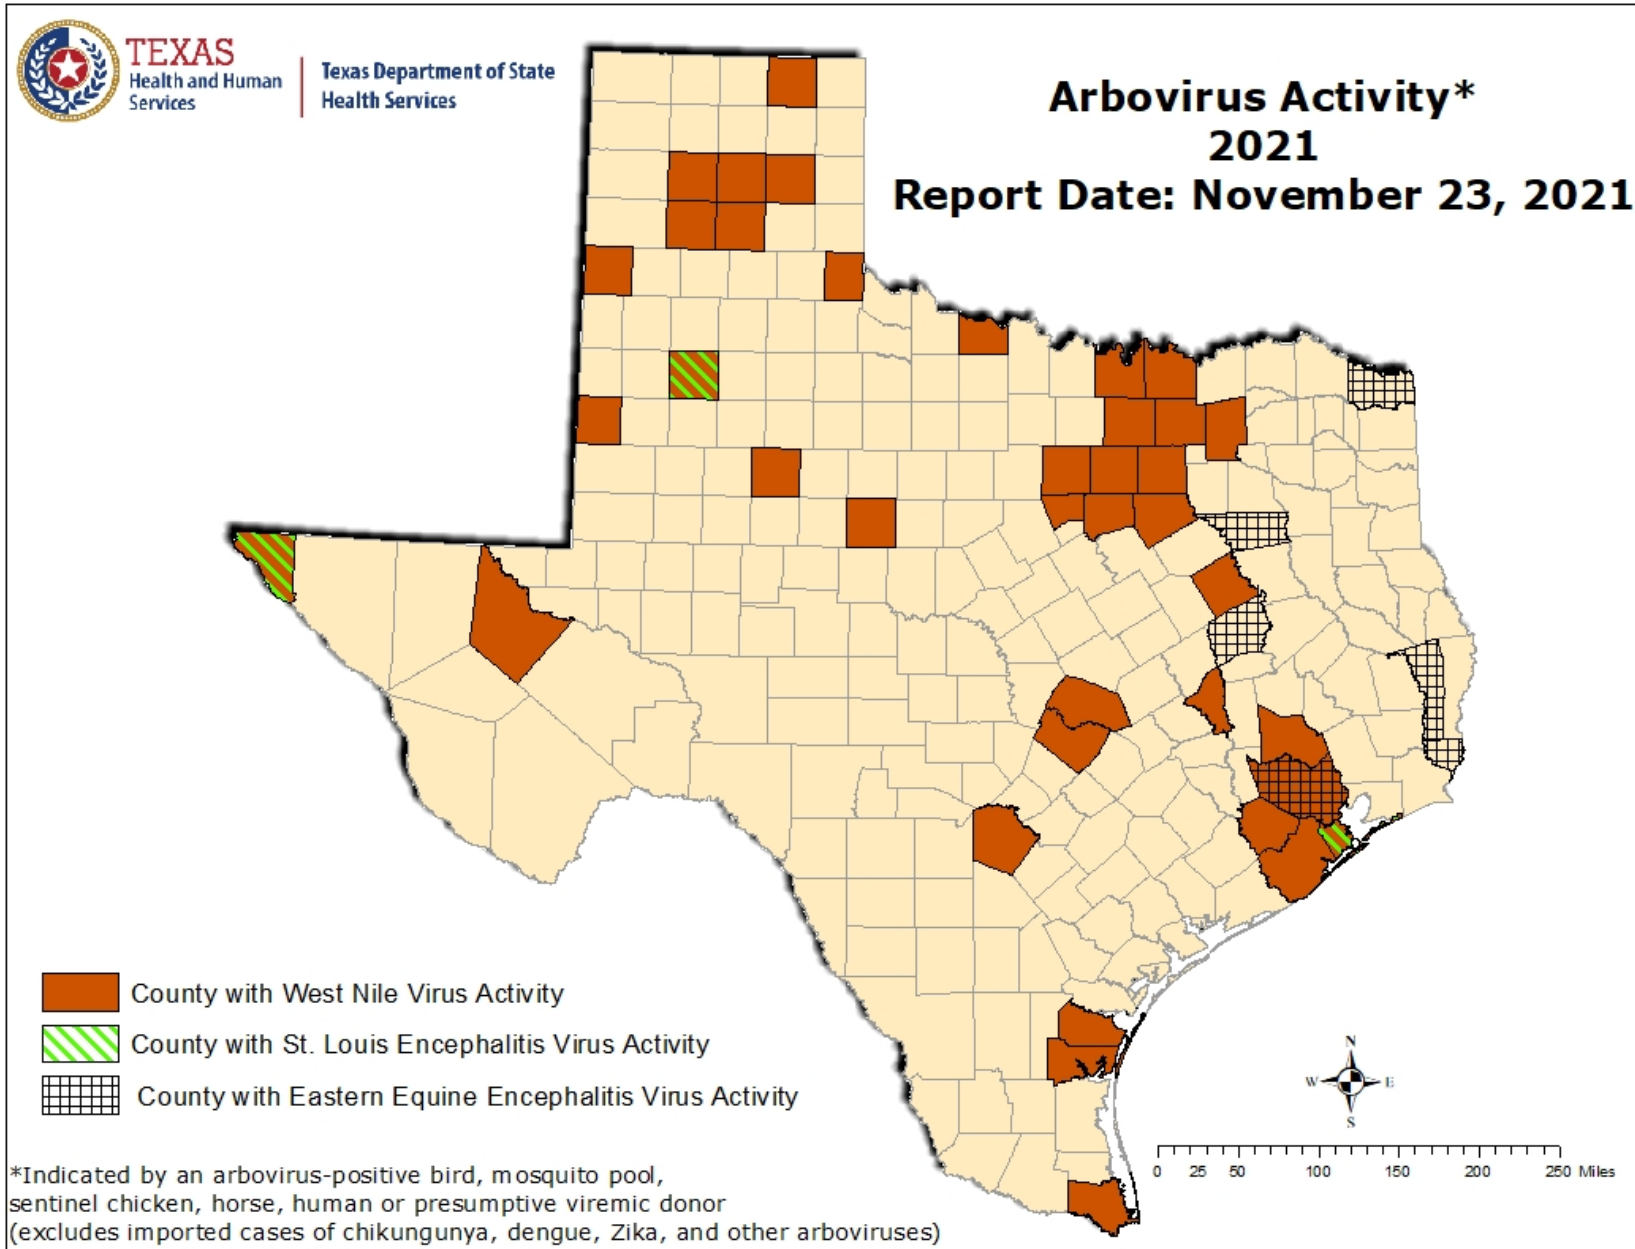 TEXAS
Health and Human
Services
Texas Department of State
Health Services
Arbovirus Activity*
2021
Report Date: November 23, 2021
County with West Nile Virus Activity
County with St. Louis Encephalitis Virus Activity
County with Eastern Equine Encephalitis Virus Activity
*Indicated by an arbovirus-positive bird, mosquito pool,
sentinel chicken, horse, human or presumptive viremic donor
(excludes imported cases of chikungunya, dengue, Zika, and other arboviruses)
N
W E
S
0 25 50 100 150 200 250 Miles